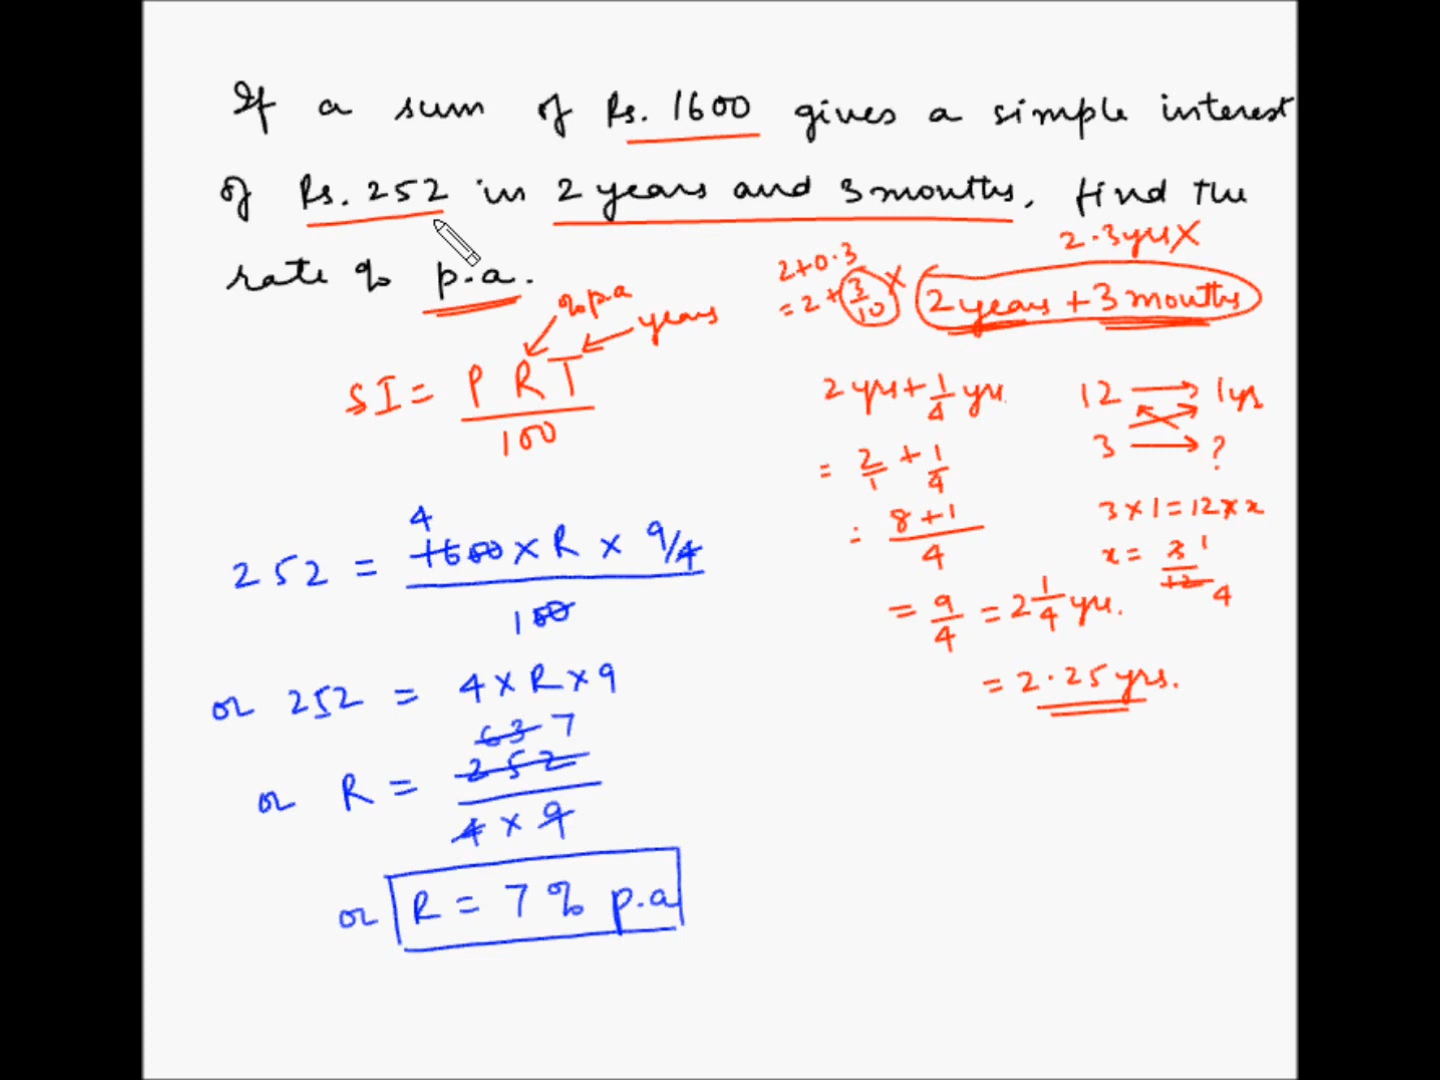 If a sum of Rs. 1600 gives a simple interest
of Rs. 252 in 2 years and 3 months, find the
rate % p.a.
2.3yrs X
2+0.3
= 2 + 3/10 X
2 years + 3 months
% p.a
years
SI = P R T / 100
2 yrs + 1/4 yr.
12 → 1yr
3 → ?
= 2/1 + 1/4
3 x 1 = 12 x x
= 8+1 / 4
x = 3 1 / 12 4
= 9/4 = 2 1/4 yrs.
= 2.25 yrs.
4
252 = 1600 x R x 9/4 / 100
or 252 = 4 x R x 9
63 7
or R = 252 / 4 x 9
or R = 7 % p.a